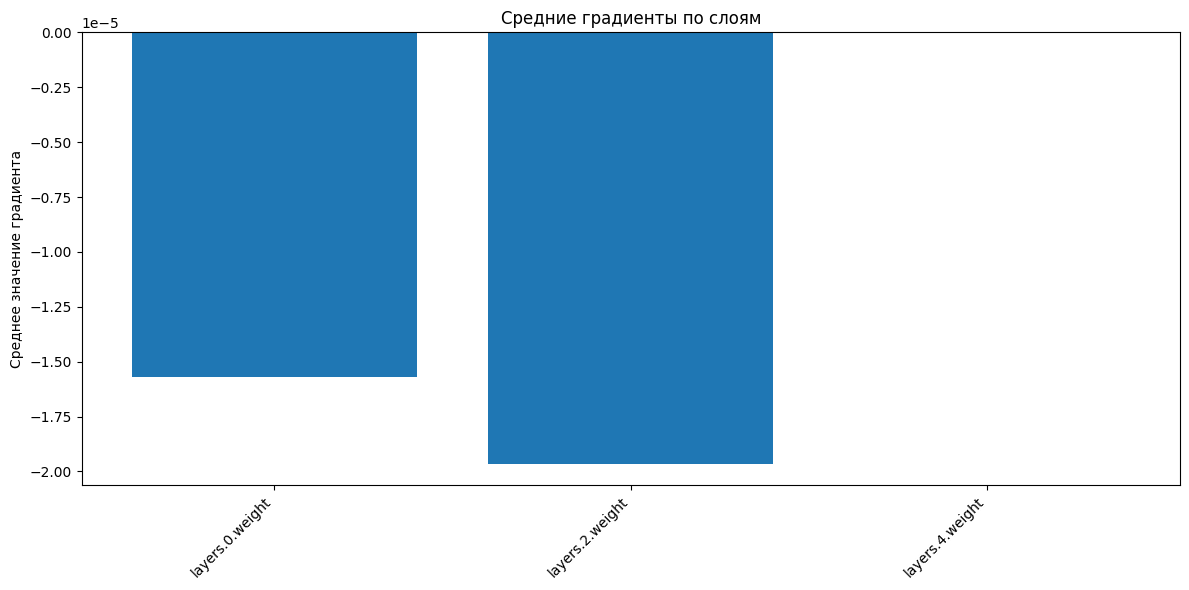 Средние градиенты по слоям
1e−5
Среднее значение градиента
0.00
−0.25
−0.50
−0.75
−1.00
−1.25
−1.50
−1.75
−2.00
layers.0.weight
layers.2.weight
layers.4.weight